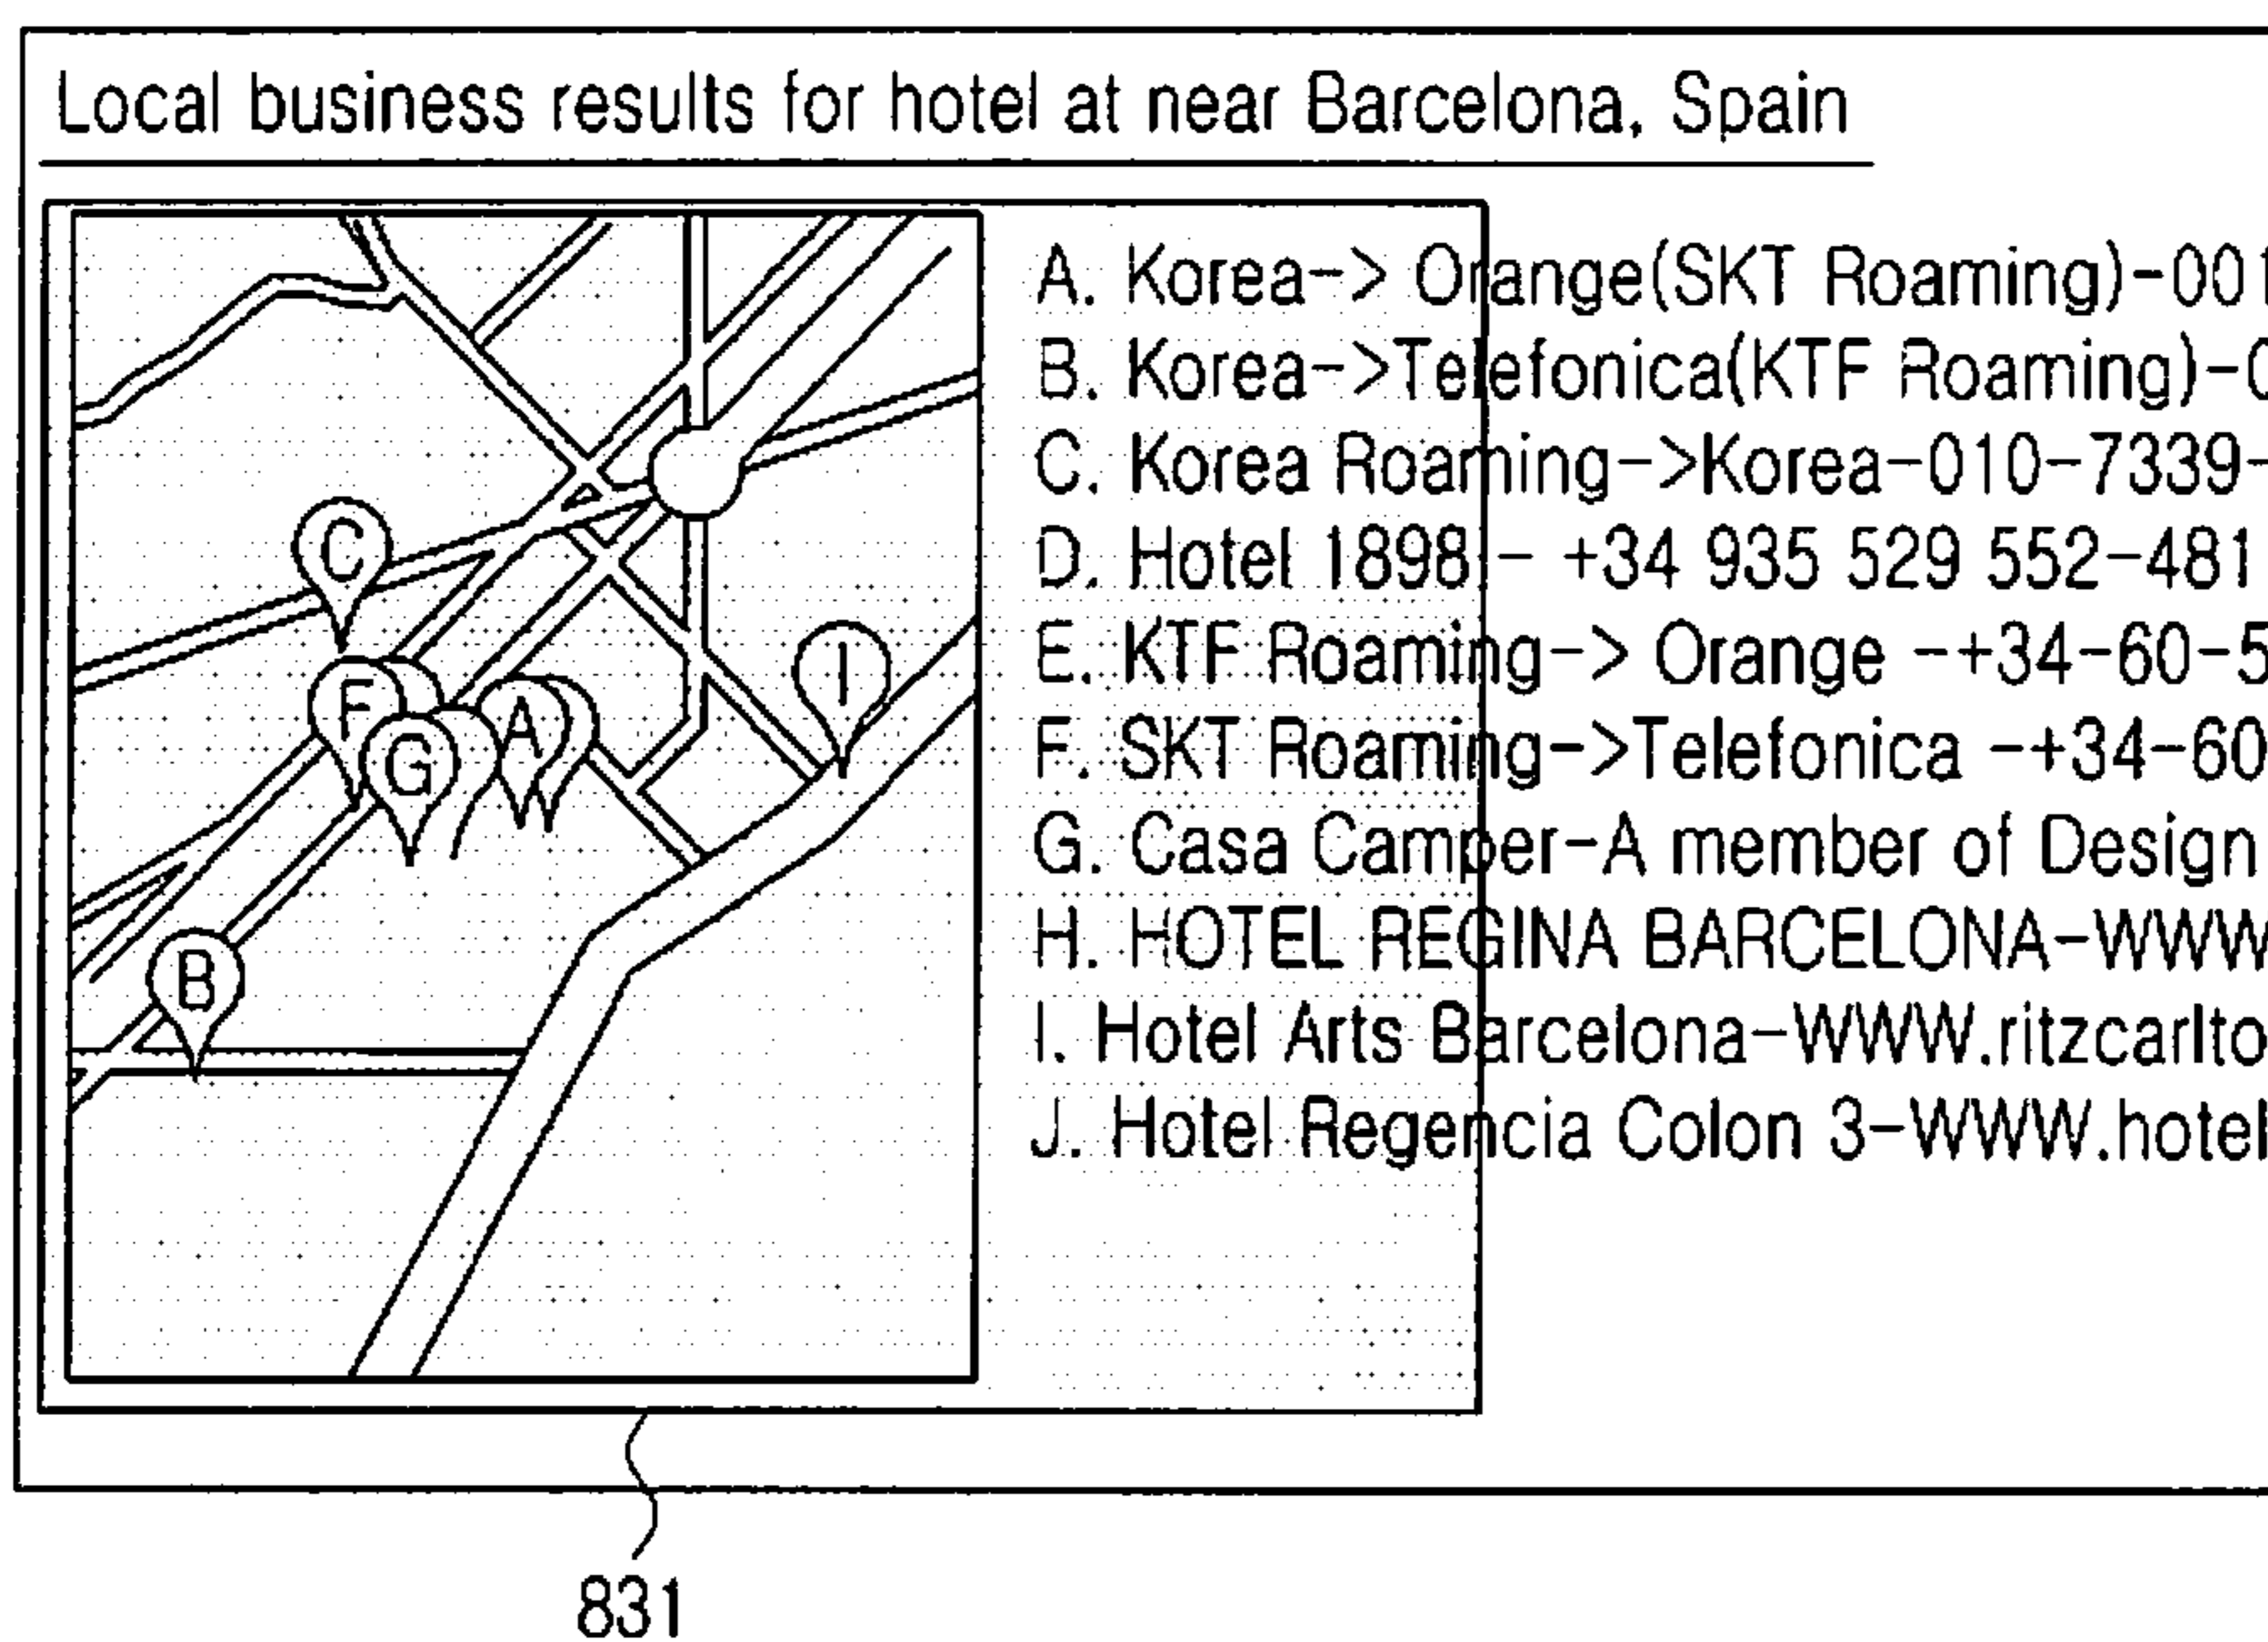 Local business results for hotel at near Barcelona, Spain
A. Korea-> Orange(SKT Roaming)-001
B. Korea->Telefonica(KTF Roaming)-0
C. Korea Roaming->Korea-010-7339-
D. Hotel 1898 - +34 935 529 552-481
E. KTF Roaming-> Orange -+34-60-5
F. SKT Roaming->Telefonica -+34-60
G. Casa Camper-A member of Design
H. HOTEL REGINA BARCELONA-WWW
I. Hotel Arts Barcelona-WWW.ritzcarlto
J. Hotel Regencia Colon 3-WWW.hotel
C
I
F
A
G
B
831